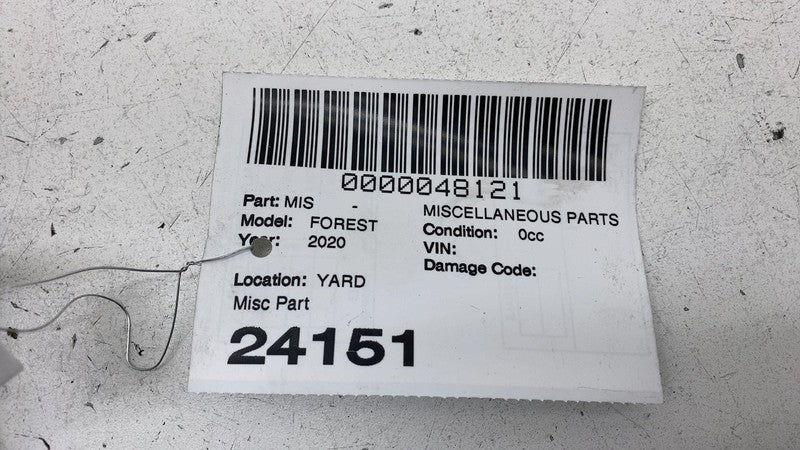 0000048121
Part: MIS - MISCELLANEOUS PARTS
Model: FOREST Condition: 0cc
Year: 2020 VIN:
Damage Code:
Location: YARD
Misc Part
24151